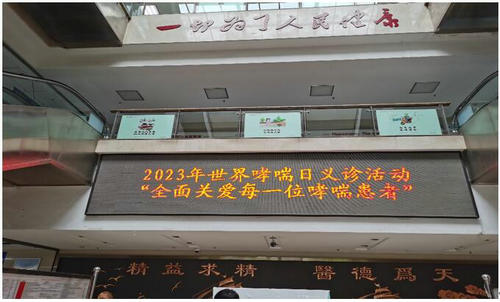 一切为了人民健康
2023年世界哮喘日义诊活动
“全面关爱每一位哮喘患者”
精益求精 醫德為天